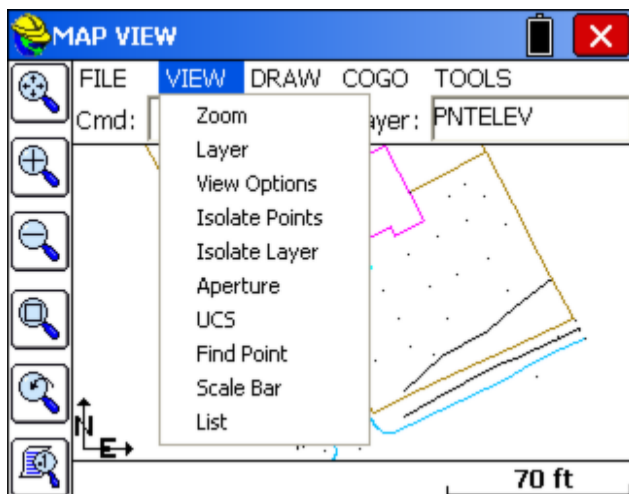 MAP VIEW
FILE VIEW DRAW COGO TOOLS
Cmd: ayer: PNTELEV
Zoom
Layer
View Options
Isolate Points
Isolate Layer
Aperture
UCS
Find Point
Scale Bar
List
N
E
70 ft